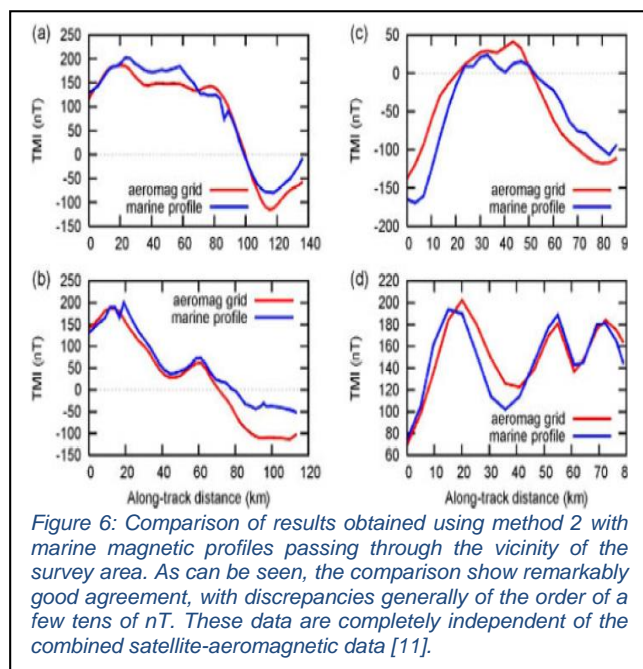 (a)
250
200
150
100
50
0
-50
-100
-150
TMI (nT)
aeromag grid
marine profile
0 20 40 60 80 100 120 140
(c)
50
0
-50
-100
-150
-200
TMI (nT)
aeromag grid
marine profile
0 10 20 30 40 50 60 70 80 9
(b)
250
200
150
100
50
0
-50
-100
-150
TMI (nT)
aeromag grid
marine profile
0 20 40 60 80 100 120
Along-track distance (km)
(d)
220
200
180
160
140
120
100
80
60
TMI (nT)
aeromag grid
marine profile
0 10 20 30 40 50 60 70 8
Along-track distance (km)
Figure 6: Comparison of results obtained using method 2 with
marine magnetic profiles passing through the vicinity of the
survey area. As can be seen, the comparison show remarkably
good agreement, with discrepancies generally of the order of a
few tens of nT. These data are completely independent of the
combined satellite-aeromagnetic data [11].